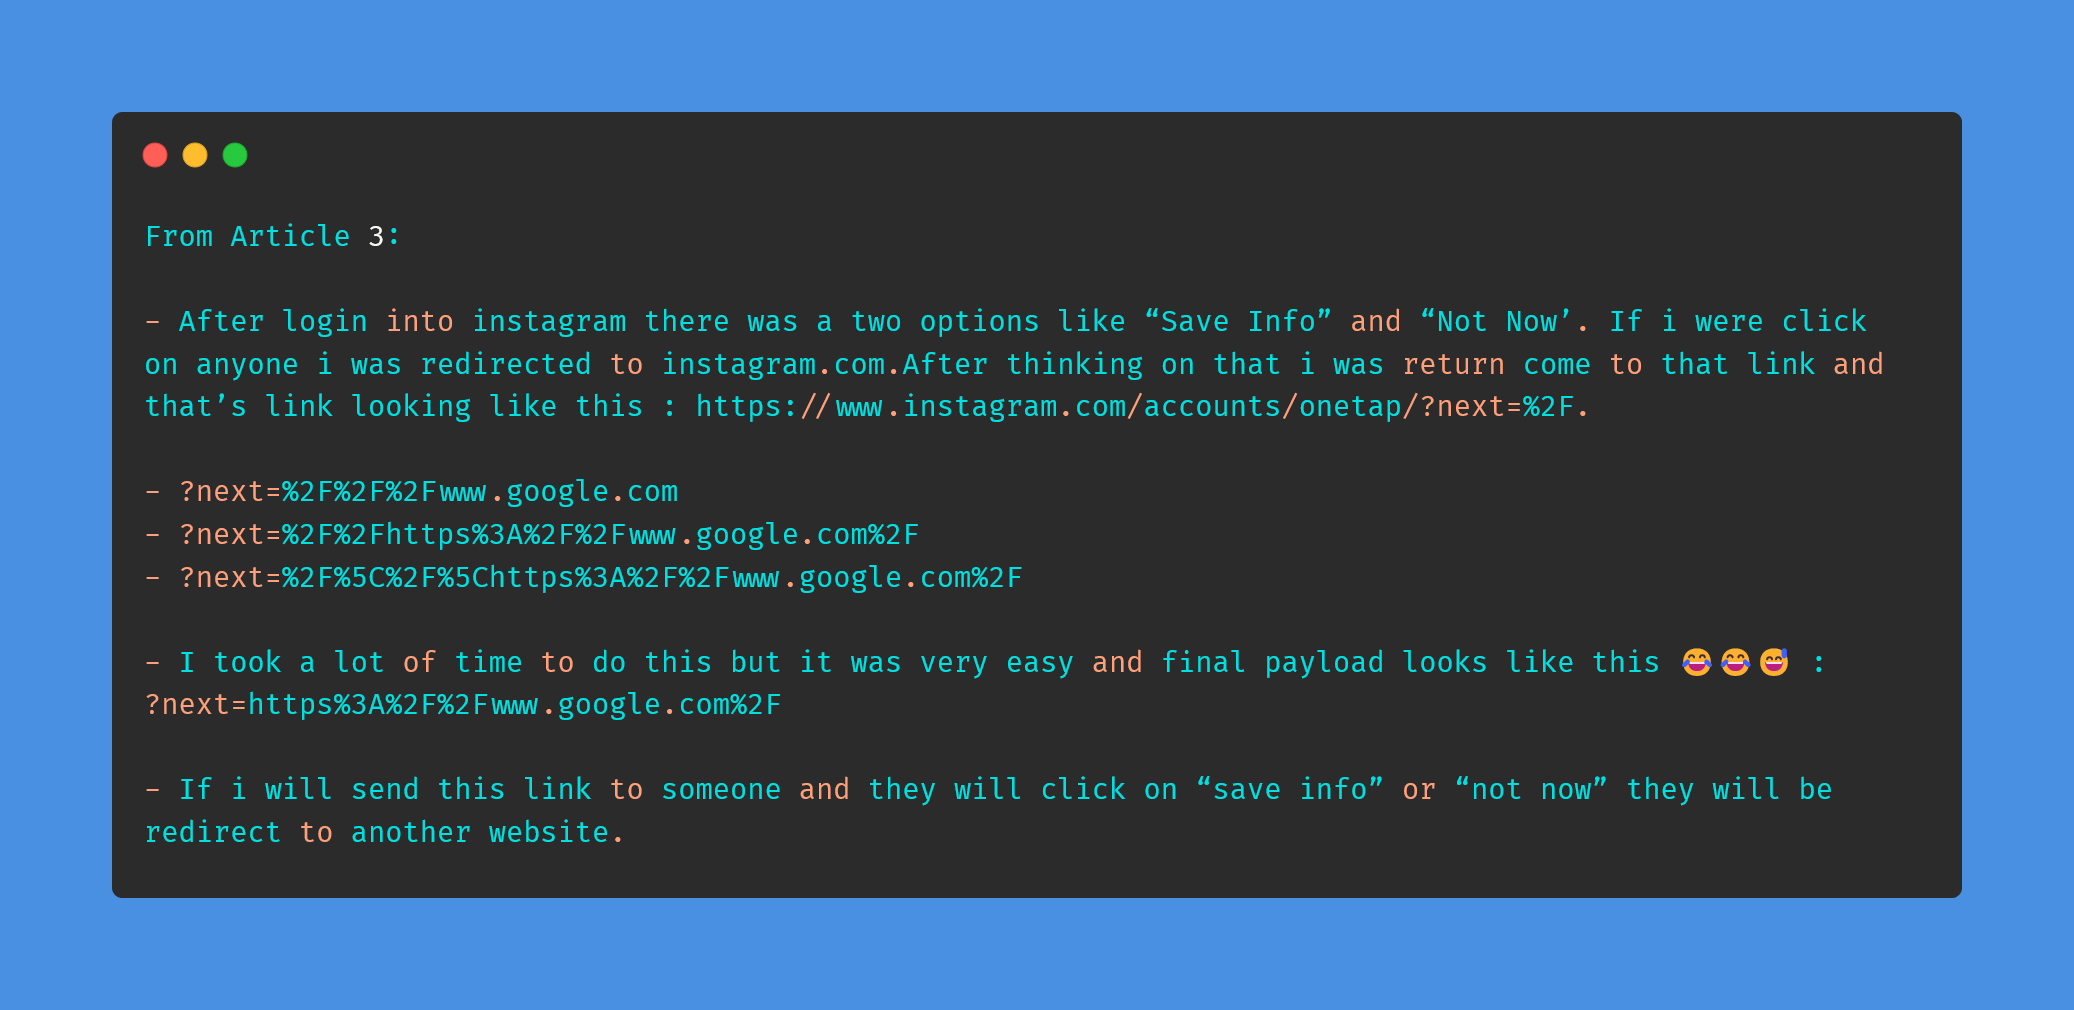 From Article 3:
- After login into instagram there was a two options like “Save Info” and “Not Now’. If i were click
on anyone i was redirected to instagram.com.After thinking on that i was return come to that link and
that’s link looking like this : https://www.instagram.com/accounts/onetap/?next=%2F.
- ?next=%2F%2F%2Fwww.google.com
- ?next=%2F%2Fhttps%3A%2F%2Fwww.google.com%2F
- ?next=%2F%5C%2F%5Chttps%3A%2F%2Fwww.google.com%2F
- I took a lot of time to do this but it was very easy and final payload looks like this 😂😂😅 :
?next=https%3A%2F%2Fwww.google.com%2F
- If i will send this link to someone and they will click on “save info” or “not now” they will be
redirect to another website.